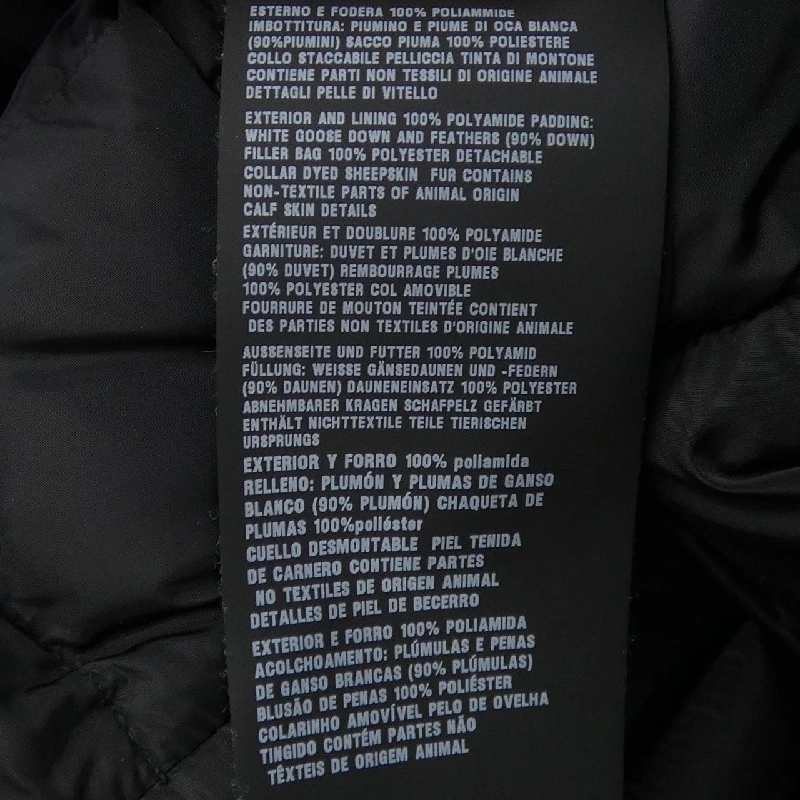 ESTERNO E FODERA 100% POLIAMMIDE
IMBOTTITURA: PIUMINO E PIUME DI OCA BIANCA
(90%PIUMINI) SACCO PIUMA 100% POLIESTERE
COLLO STACCABILE PELLICCIA TINTA DI MONTONE
CONTIENE PARTI NON TESSILI DI ORIGINE ANIMALE
DETTAGLI PELLE DI VITELLO
EXTERIOR AND LINING 100% POLYAMIDE PADDING:
WHITE GOOSE DOWN AND FEATHERS (90% DOWN)
FILLER BAG 100% POLYESTER DETACHABLE
COLLAR DYED SHEEPSKIN FUR CONTAINS
NON-TEXTILE PARTS OF ANIMAL ORIGIN
CALF SKIN DETAILS
EXTÉRIEUR ET DOUBLURE 100% POLYAMIDE
GARNITURE: DUVET ET PLUMES D'OIE BLANCHE
(90% DUVET) REMBOURRAGE PLUMES
100% POLYESTER COL AMOVIBLE
FOURRURE DE MOUTON TEINTÉE CONTIENT
DES PARTIES NON TEXTILES D'ORIGINE ANIMALE
AUSSENSEITE UND FUTTER 100% POLYAMID
FÜLLUNG: WEISSE GÄNSEDAUNEN UND -FEDERN
(90% DAUNEN) DAUNENEINSATZ 100% POLYESTER
ABNEHMBARER KRAGEN SCHAFPELZ GEFÄRBT
ENTHÄLT NICHTTEXTILE TEILE TIERISCHEN
URSPRUNGS
EXTERIOR Y FORRO 100% poliamida
RELLENO: PLUMÓN Y PLUMAS DE GANSO
BLANCO (90% PLUMÓN) CHAQUETA DE
PLUMAS 100%poliéster
CUELLO DESMONTABLE PIEL TENIDA
DE CARNERO CONTIENE PARTES
NO TEXTILES DE ORIGEN ANIMAL
DETALLES DE PIEL DE BECERRO
EXTERIOR E FORRO 100% POLIAMIDA
ACOLCHOAMENTO: PLÚMULAS E PENAS
DE GANSO BRANCAS (90% PLÚMULAS)
BLUSÃO DE PENAS 100% POLIÉSTER
COLARINHO AMOVÍVEL PELO DE OVELHA
TINGIDO CONTÉM PARTES NÃO
TÊXTEIS DE ORIGEM ANIMAL